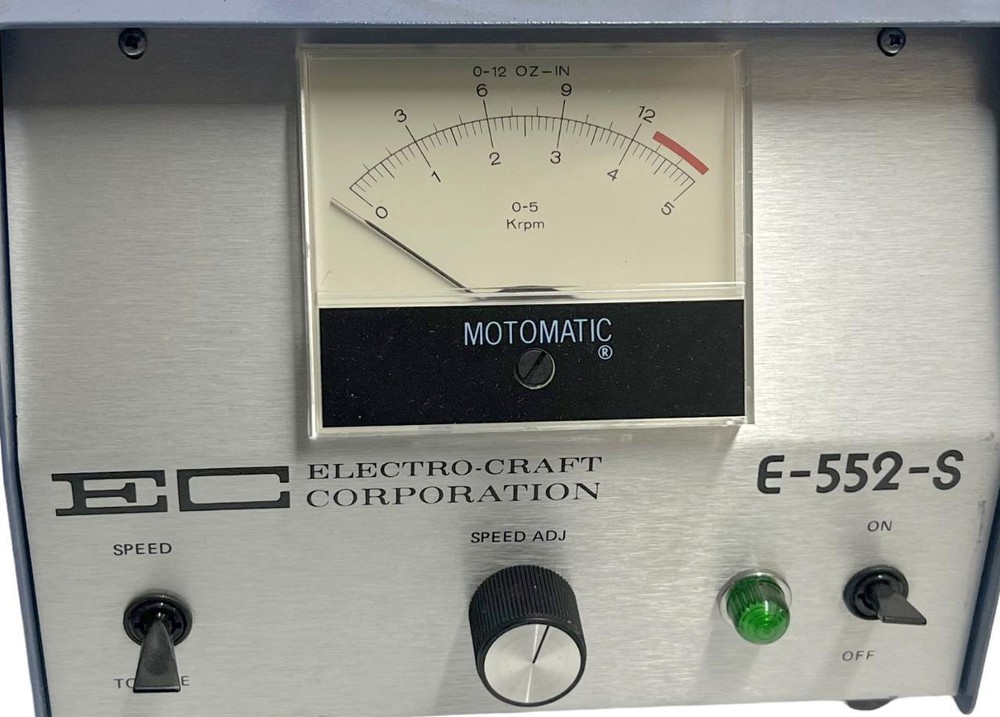 0-12 OZ-IN
3 6 9 12
0 1 2 3 4 5
0-5
Krpm
MOTOMATIC
®
EC ELECTRO-CRAFT
CORPORATION
E-552-S
SPEED
SPEED ADJ
ON
OFF